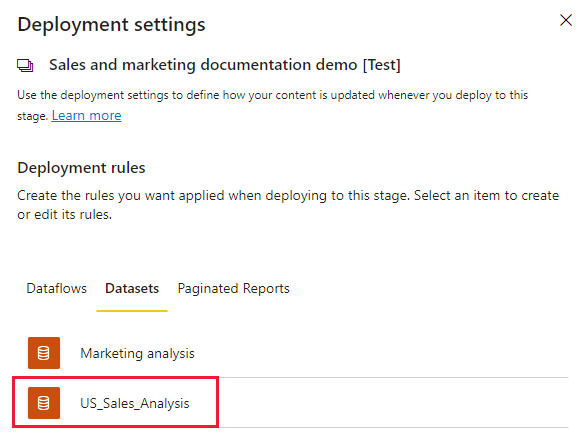 Deployment settings
Sales and marketing documentation demo [Test]
Use the deployment settings to define how your content is updated whenever you deploy to this
stage. Learn more
Deployment rules
Create the rules you want applied when deploying to this stage. Select an item to create
or edit its rules.
Dataflows Datasets Paginated Reports
Marketing analysis
US_Sales_Analysis